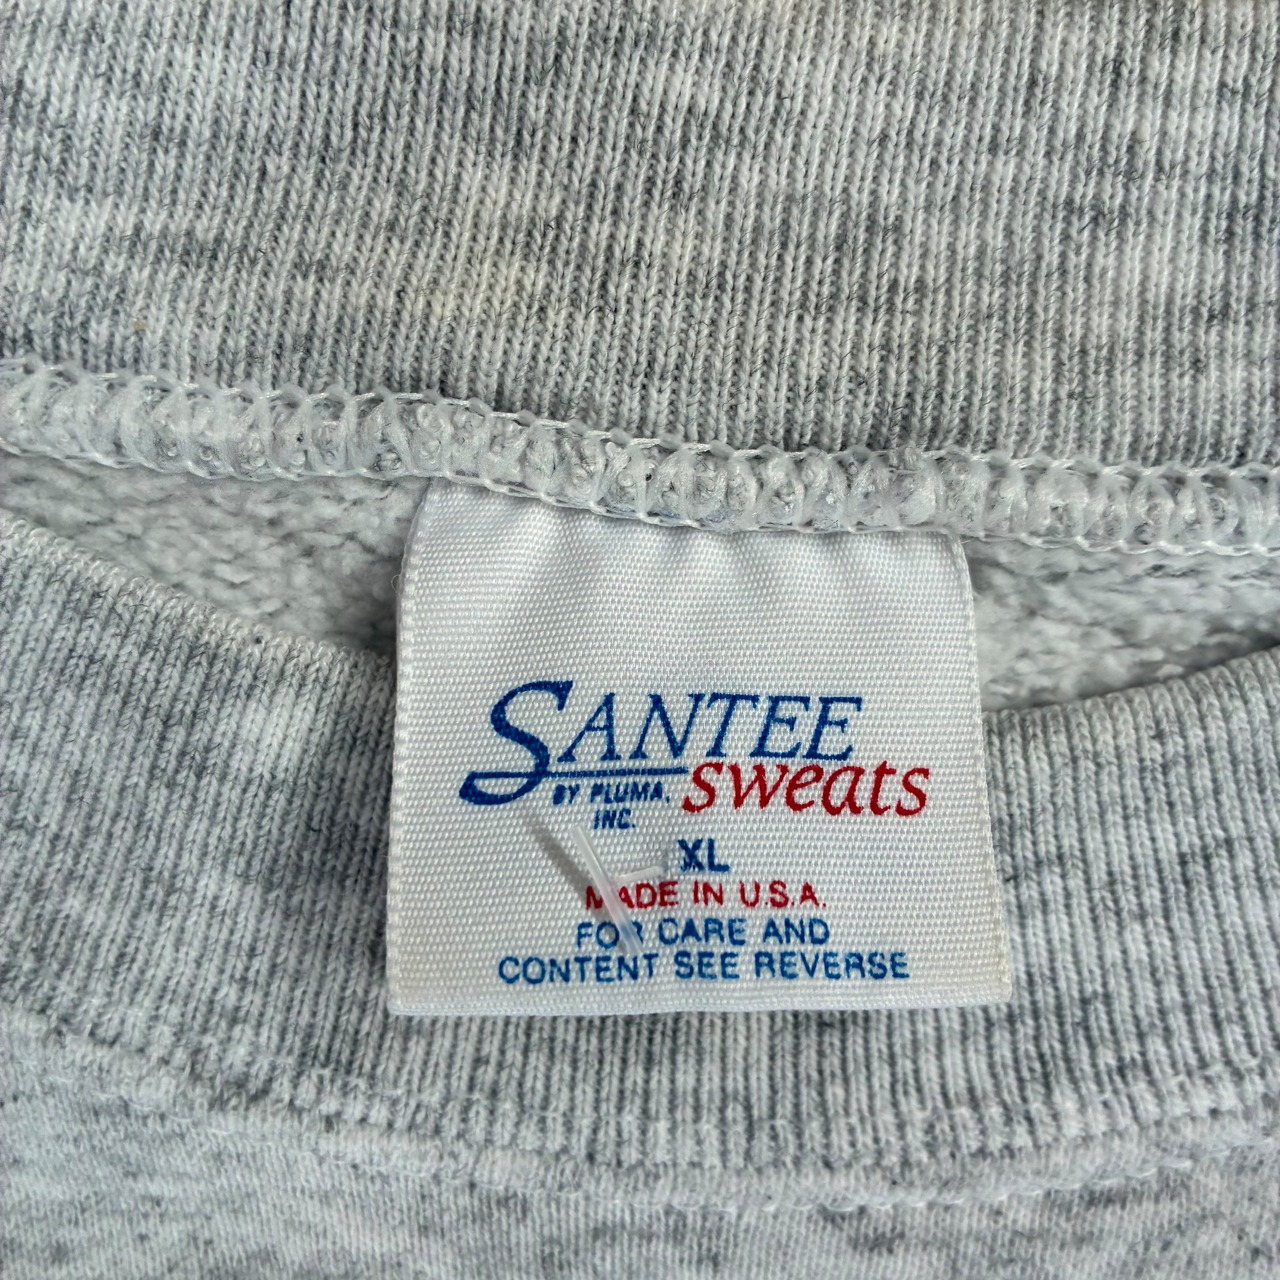 SANTEE
sweats
BY PLUMA,
INC.
XL
MADE IN U.S.A.
FOR CARE AND
CONTENT SEE REVERSE